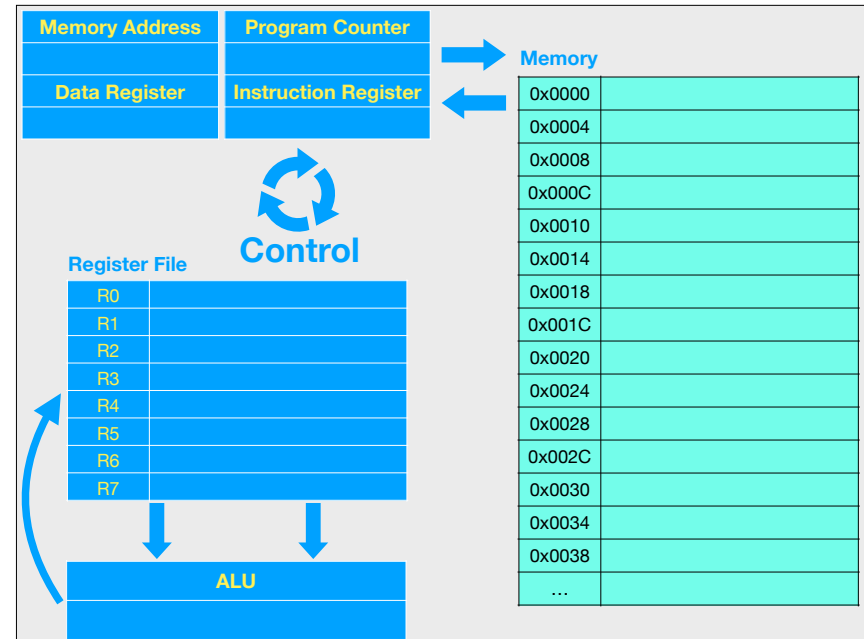 Memory Address Program Counter
Data Register Instruction Register
Control
Register File
R0
R1
R2
R3
R4
R5
R6
R7
ALU
Memory
0x0000
0x0004
0x0008
0x000C
0x0010
0x0014
0x0018
0x001C
0x0020
0x0024
0x0028
0x002C
0x0030
0x0034
0x0038
…